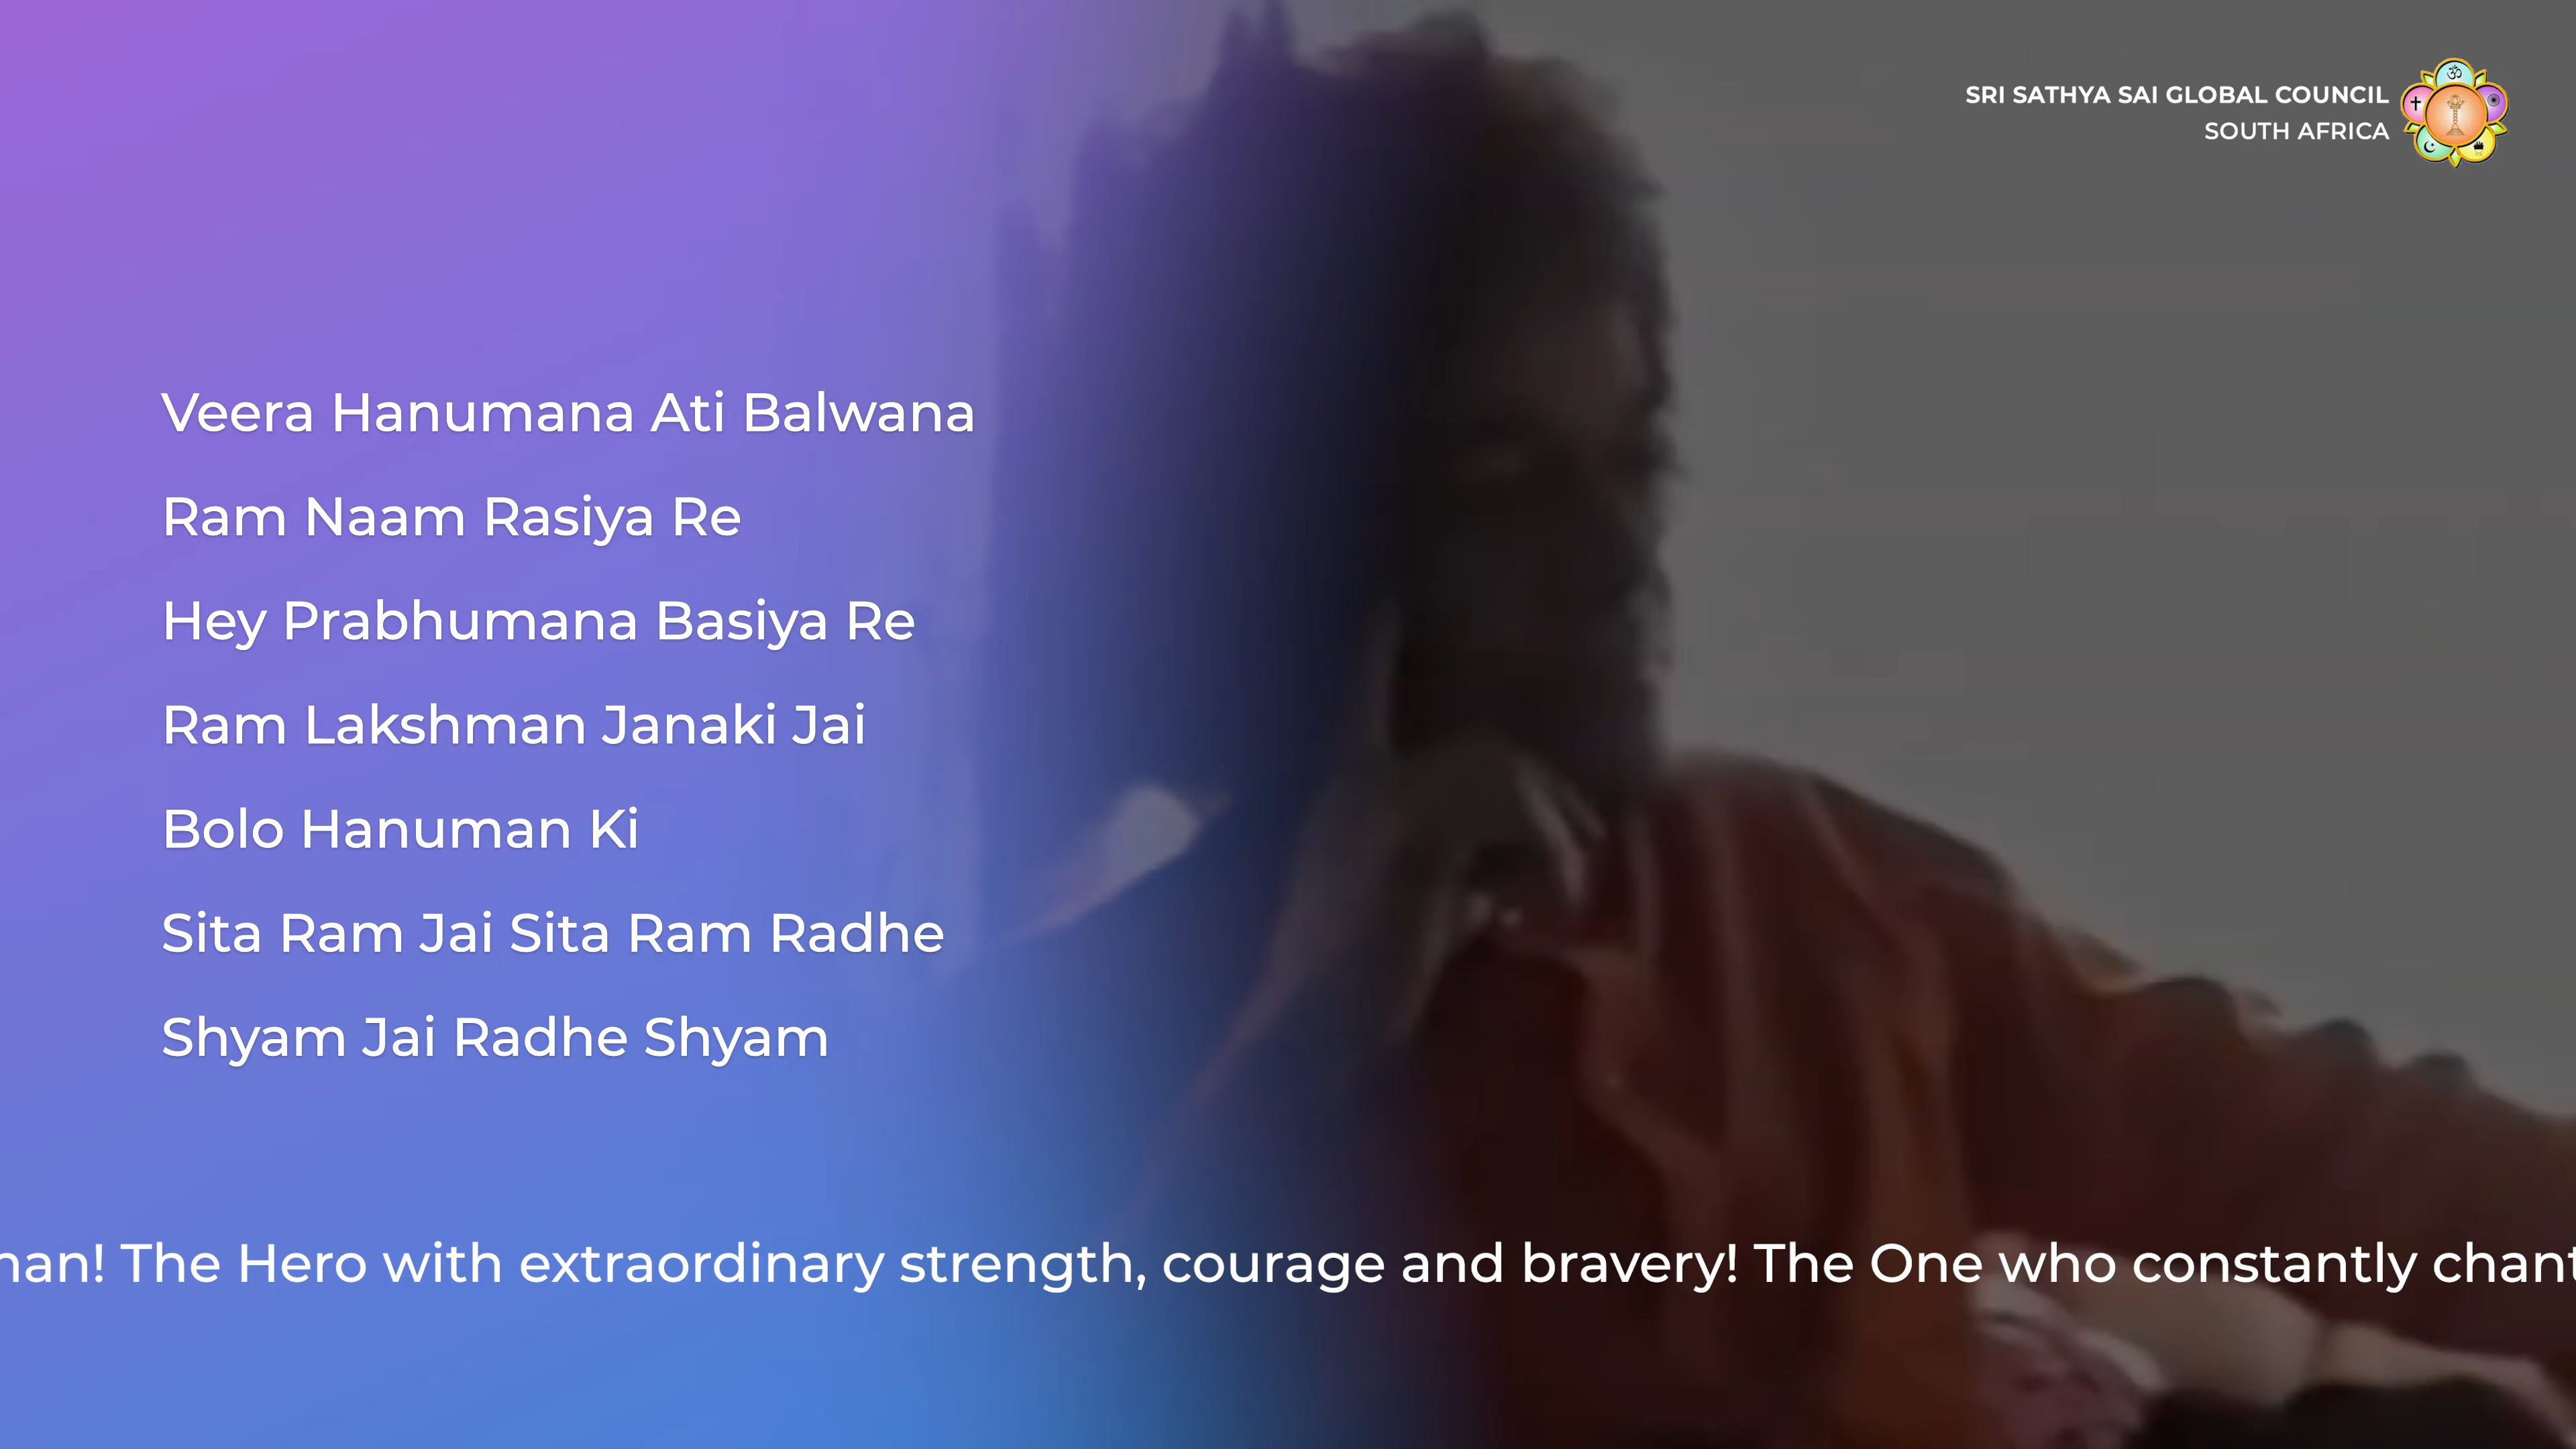 SRI SATHYA SAI GLOBAL COUNCIL
SOUTH AFRICA
Veera Hanumana Ati Balwana
Ram Naam Rasiya Re
Hey Prabhumana Basiya Re
Ram Lakshman Janaki Jai
Bolo Hanuman Ki
Sita Ram Jai Sita Ram Radhe
Shyam Jai Radhe Shyam
! The Hero with extraordinary strength, courage and bravery! The One who constantly